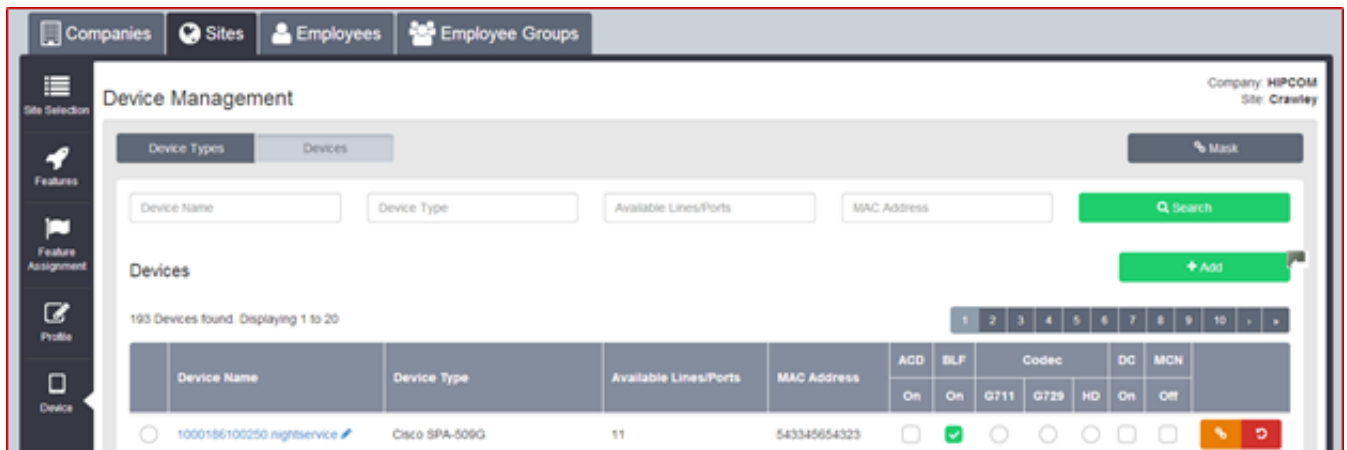 Companies Sites Employees Employee Groups
Company: HIPCOM
Site: Crawley
Site Selection
Device Management
Device Types Devices Mask
Features
Device Name Device Type Available Lines/Ports MAC Address Search
Feature Assignment
Devices
+ Add
Profile
193 Devices found. Displaying 1 to 20
1 2 3 4 5 6 7 8 9 10 › »
Device
Device Name Device Type Available Lines/Ports MAC Address ACD BLF Codec DC MCN
On On G711 G729 HD On Off
1000186100250.nightservice Cisco SPA-509G 11 543345654323